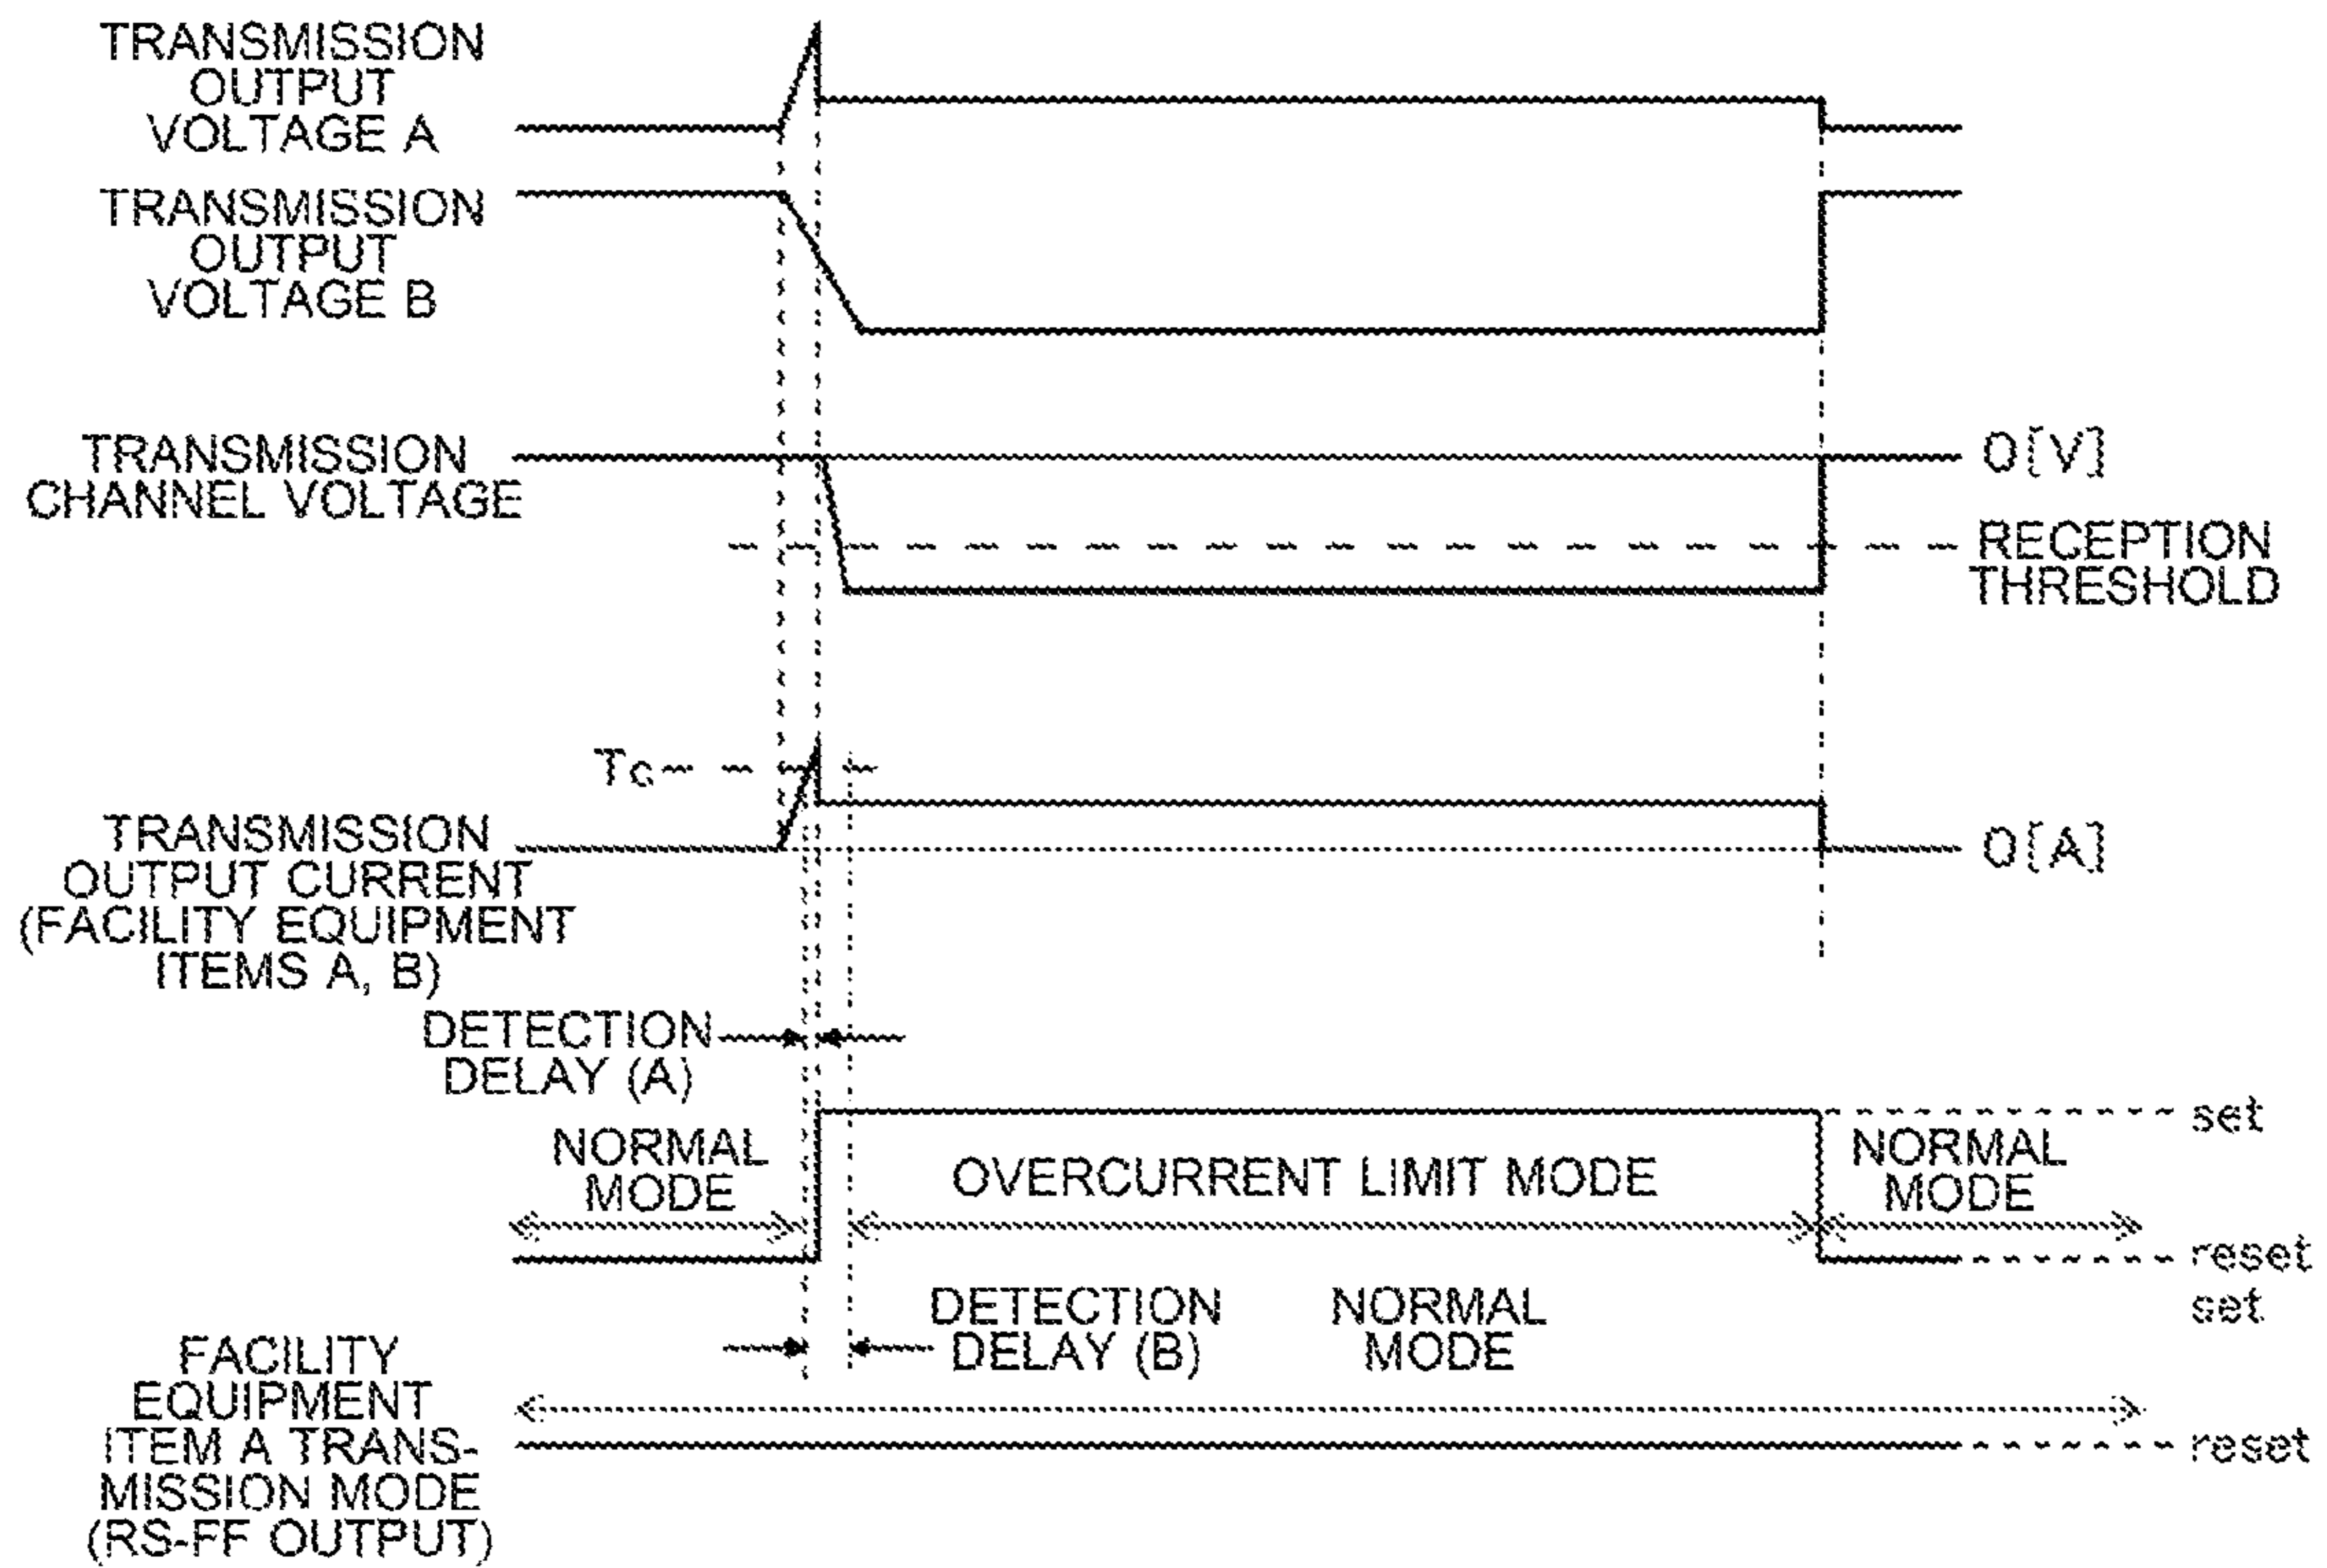 TRANSMISSION
OUTPUT
VOLTAGE A
TRANSMISSION
OUTPUT
VOLTAGE B
TRANSMISSION
CHANNEL VOLTAGE
0[V]
RECEPTION
THRESHOLD
Tc
TRANSMISSION
OUTPUT CURRENT
(FACILITY EQUIPMENT
ITEMS A, B)
0[A]
DETECTION
DELAY (A)
set
NORMAL
MODE
OVERCURRENT LIMIT MODE
NORMAL
MODE
reset
set
DETECTION
DELAY (B)
NORMAL
MODE
FACILITY
EQUIPMENT
ITEM A TRANS-
MISSION MODE
(RS-FF OUTPUT)
reset